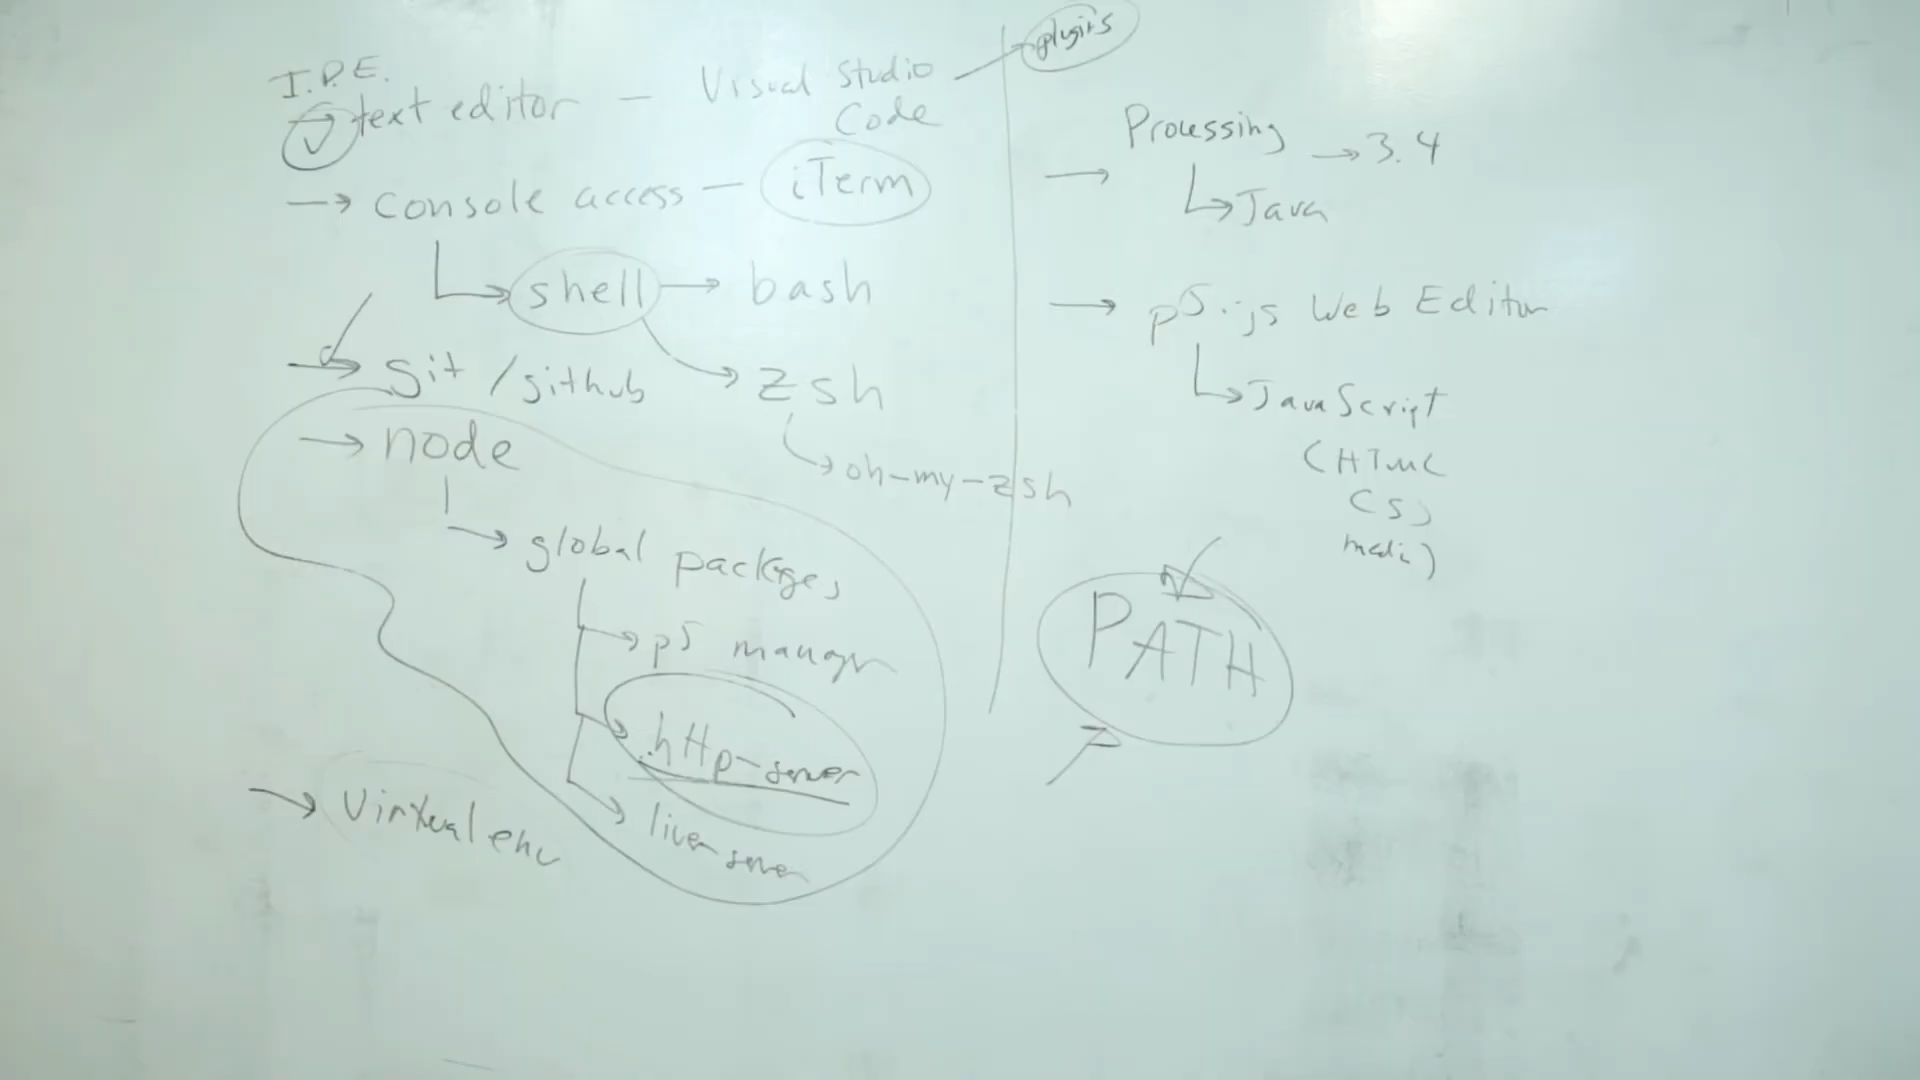 I.D.E.
text editor — Visual Studio
Code
→ console access — iTerm
shell → bash
→ git / github
zsh
oh-my-zsh
→ node
global packages
p5 manager
http-server
live server
→ Virtual env
plugins
Processing → 3.4
Java
→ p5.js Web Editor
JavaScript
(HTML
CSS
media)
PATH